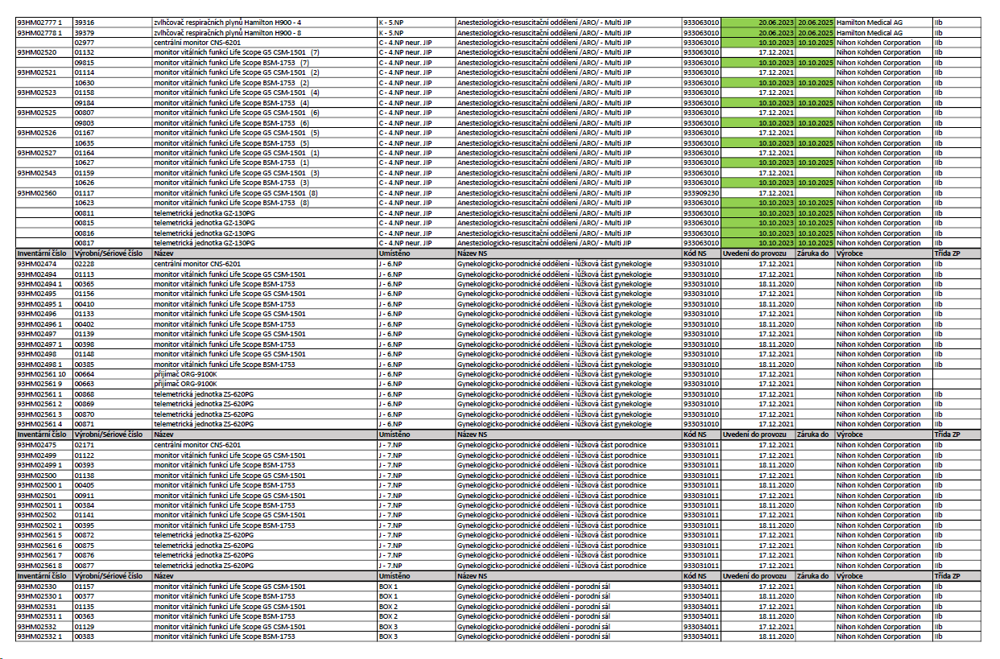 93HM02777 1 39316 zvlhčovač respiračních plynů Hamilton H900 - 4 K - 5.NP Anesteziologicko-resuscitační oddělení /ARO/ - Multi JIP 933063010 20.06.2023 20.06.2025 Hamilton Medical AG IIb
93HM02778 1 39379 zvlhčovač respiračních plynů Hamilton H900 - 8 K - 5.NP Anesteziologicko-resuscitační oddělení /ARO/ - Multi JIP 933063010 20.06.2023 20.06.2025 Hamilton Medical AG IIb
02977 centrální monitor CNS-6201 C - 4.NP neur. JIP Anesteziologicko-resuscitační oddělení /ARO/ - Multi JIP 933063010 10.10.2023 10.10.2025 Nihon Kohden Corporation IIb
93HM02520 01132 monitor vitálních funkcí Life Scope G5 CSM-1501 (7) C - 4.NP neur. JIP Anesteziologicko-resuscitační oddělení /ARO/ - Multi JIP 933063010 17.12.2021 Nihon Kohden Corporation IIb
09815 monitor vitálních funkcí Life Scope BSM-1753 (7) C - 4.NP neur. JIP Anesteziologicko-resuscitační oddělení /ARO/ - Multi JIP 933063010 10.10.2023 10.10.2025 Nihon Kohden Corporation IIb
93HM02521 01114 monitor vitálních funkcí Life Scope G5 CSM-1501 (2) C - 4.NP neur. JIP Anesteziologicko-resuscitační oddělení /ARO/ - Multi JIP 933063010 17.12.2021 Nihon Kohden Corporation IIb
10630 monitor vitálních funkcí Life Scope BSM-1753 (2) C - 4.NP neur. JIP Anesteziologicko-resuscitační oddělení /ARO/ - Multi JIP 933063010 10.10.2023 10.10.2025 Nihon Kohden Corporation IIb
93HM02523 01158 monitor vitálních funkcí Life Scope G5 CSM-1501 (4) C - 4.NP neur. JIP Anesteziologicko-resuscitační oddělení /ARO/ - Multi JIP 933063010 17.12.2021 Nihon Kohden Corporation IIb
09184 monitor vitálních funkcí Life Scope BSM-1753 (4) C - 4.NP neur. JIP Anesteziologicko-resuscitační oddělení /ARO/ - Multi JIP 933063010 10.10.2023 10.10.2025 Nihon Kohden Corporation IIb
93HM02525 00807 monitor vitálních funkcí Life Scope G5 CSM-1501 (6) C - 4.NP neur. JIP Anesteziologicko-resuscitační oddělení /ARO/ - Multi JIP 933063010 17.12.2021 Nihon Kohden Corporation IIb
09803 monitor vitálních funkcí Life Scope BSM-1753 (6) C - 4.NP neur. JIP Anesteziologicko-resuscitační oddělení /ARO/ - Multi JIP 933063010 10.10.2023 10.10.2025 Nihon Kohden Corporation IIb
93HM02526 01167 monitor vitálních funkcí Life Scope G5 CSM-1501 (5) C - 4.NP neur. JIP Anesteziologicko-resuscitační oddělení /ARO/ - Multi JIP 933063010 17.12.2021 Nihon Kohden Corporation IIb
10635 monitor vitálních funkcí Life Scope BSM-1753 (5) C - 4.NP neur. JIP Anesteziologicko-resuscitační oddělení /ARO/ - Multi JIP 933063010 10.10.2023 10.10.2025 Nihon Kohden Corporation IIb
93HM02527 01164 monitor vitálních funkcí Life Scope G5 CSM-1501 (1) C - 4.NP neur. JIP Anesteziologicko-resuscitační oddělení /ARO/ - Multi JIP 933063010 17.12.2021 Nihon Kohden Corporation IIb
10627 monitor vitálních funkcí Life Scope BSM-1753 (1) C - 4.NP neur. JIP Anesteziologicko-resuscitační oddělení /ARO/ - Multi JIP 933063010 10.10.2023 10.10.2025 Nihon Kohden Corporation IIb
93HM02543 01159 monitor vitálních funkcí Life Scope G5 CSM-1501 (3) C - 4.NP neur. JIP Anesteziologicko-resuscitační oddělení /ARO/ - Multi JIP 933063010 17.12.2021 Nihon Kohden Corporation IIb
10626 monitor vitálních funkcí Life Scope BSM-1753 (3) C - 4.NP neur. JIP Anesteziologicko-resuscitační oddělení /ARO/ - Multi JIP 933063010 10.10.2023 10.10.2025 Nihon Kohden Corporation IIb
93HM02560 01117 monitor vitálních funkcí Life Scope G5 CSM-1501 (8) C - 4.NP neur. JIP Anesteziologicko-resuscitační oddělení /ARO/ - Multi JIP 933909230 17.12.2021 Nihon Kohden Corporation IIb
10623 monitor vitálních funkcí Life Scope BSM-1753 (8) C - 4.NP neur. JIP Anesteziologicko-resuscitační oddělení /ARO/ - Multi JIP 933063010 10.10.2023 10.10.2025 Nihon Kohden Corporation IIb
00811 telemetrická jednotka GZ-130PG C - 4.NP neur. JIP Anesteziologicko-resuscitační oddělení /ARO/ - Multi JIP 933063010 10.10.2023 10.10.2025 Nihon Kohden Corporation IIb
00815 telemetrická jednotka GZ-130PG C - 4.NP neur. JIP Anesteziologicko-resuscitační oddělení /ARO/ - Multi JIP 933063010 10.10.2023 10.10.2025 Nihon Kohden Corporation IIb
00816 telemetrická jednotka GZ-130PG C - 4.NP neur. JIP Anesteziologicko-resuscitační oddělení /ARO/ - Multi JIP 933063010 10.10.2023 10.10.2025 Nihon Kohden Corporation IIb
00817 telemetrická jednotka GZ-130PG C - 4.NP neur. JIP Anesteziologicko-resuscitační oddělení /ARO/ - Multi JIP 933063010 10.10.2023 10.10.2025 Nihon Kohden Corporation IIb
Inventární číslo Výrobní/Sériové číslo Název Umístěno Název NS Kód NS Uvedení do provozu Záruka do Výrobce Třída ZP
93HM02474 02228 centrální monitor CNS-6201 J - 6.NP Gynekologicko-porodnické oddělení - lůžková část gynekologie 933031010 17.12.2021 Nihon Kohden Corporation IIb
93HM02494 01113 monitor vitálních funkcí Life Scope G5 CSM-1501 J - 6.NP Gynekologicko-porodnické oddělení - lůžková část gynekologie 933031010 17.12.2021 Nihon Kohden Corporation IIb
93HM02494 1 00365 monitor vitálních funkcí Life Scope BSM-1753 J - 6.NP Gynekologicko-porodnické oddělení - lůžková část gynekologie 933031010 18.11.2020 Nihon Kohden Corporation IIb
93HM02495 01156 monitor vitálních funkcí Life Scope G5 CSM-1501 J - 6.NP Gynekologicko-porodnické oddělení - lůžková část gynekologie 933031010 17.12.2021 Nihon Kohden Corporation IIb
93HM02495 1 00410 monitor vitálních funkcí Life Scope BSM-1753 J - 6.NP Gynekologicko-porodnické oddělení - lůžková část gynekologie 933031010 18.11.2020 Nihon Kohden Corporation IIb
93HM02496 01133 monitor vitálních funkcí Life Scope G5 CSM-1501 J - 6.NP Gynekologicko-porodnické oddělení - lůžková část gynekologie 933031010 17.12.2021 Nihon Kohden Corporation IIb
93HM02496 1 00402 monitor vitálních funkcí Life Scope BSM-1753 J - 6.NP Gynekologicko-porodnické oddělení - lůžková část gynekologie 933031010 18.11.2020 Nihon Kohden Corporation IIb
93HM02497 01139 monitor vitálních funkcí Life Scope G5 CSM-1501 J - 6.NP Gynekologicko-porodnické oddělení - lůžková část gynekologie 933031010 17.12.2021 Nihon Kohden Corporation IIb
93HM02497 1 00398 monitor vitálních funkcí Life Scope BSM-1753 J - 6.NP Gynekologicko-porodnické oddělení - lůžková část gynekologie 933031010 18.11.2020 Nihon Kohden Corporation IIb
93HM02498 01148 monitor vitálních funkcí Life Scope G5 CSM-1501 J - 6.NP Gynekologicko-porodnické oddělení - lůžková část gynekologie 933031010 17.12.2021 Nihon Kohden Corporation IIb
93HM02498 1 00385 monitor vitálních funkcí Life Scope BSM-1753 J - 6.NP Gynekologicko-porodnické oddělení - lůžková část gynekologie 933031010 18.11.2020 Nihon Kohden Corporation IIb
93HM02561 10 00664 přijímač ORG-9100K J - 6.NP Gynekologicko-porodnické oddělení - lůžková část gynekologie 933031010 17.12.2021 Nihon Kohden Corporation
93HM02561 9 00663 přijímač ORG-9100K J - 6.NP Gynekologicko-porodnické oddělení - lůžková část gynekologie 933031010 17.12.2021 Nihon Kohden Corporation
93HM02561 1 00868 telemetrická jednotka ZS-620PG J - 6.NP Gynekologicko-porodnické oddělení - lůžková část gynekologie 933031010 17.12.2021 Nihon Kohden Corporation IIb
93HM02561 2 00869 telemetrická jednotka ZS-620PG J - 6.NP Gynekologicko-porodnické oddělení - lůžková část gynekologie 933031010 17.12.2021 Nihon Kohden Corporation IIb
93HM02561 3 00870 telemetrická jednotka ZS-620PG J - 6.NP Gynekologicko-porodnické oddělení - lůžková část gynekologie 933031010 17.12.2021 Nihon Kohden Corporation IIb
93HM02561 4 00871 telemetrická jednotka ZS-620PG J - 6.NP Gynekologicko-porodnické oddělení - lůžková část gynekologie 933031010 17.12.2021 Nihon Kohden Corporation IIb
Inventární číslo Výrobní/Sériové číslo Název Umístěno Název NS Kód NS Uvedení do provozu Záruka do Výrobce Třída ZP
93HM02475 02171 centrální monitor CNS-6201 J - 7.NP Gynekologicko-porodnické oddělení - lůžková část porodnice 933031011 17.12.2021 Nihon Kohden Corporation IIb
93HM02499 01122 monitor vitálních funkcí Life Scope G5 CSM-1501 J - 7.NP Gynekologicko-porodnické oddělení - lůžková část porodnice 933031011 17.12.2021 Nihon Kohden Corporation IIb
93HM02499 1 00393 monitor vitálních funkcí Life Scope BSM-1753 J - 7.NP Gynekologicko-porodnické oddělení - lůžková část porodnice 933031011 18.11.2020 Nihon Kohden Corporation IIb
93HM02500 01138 monitor vitálních funkcí Life Scope G5 CSM-1501 J - 7.NP Gynekologicko-porodnické oddělení - lůžková část porodnice 933031011 17.12.2021 Nihon Kohden Corporation IIb
93HM02500 1 00405 monitor vitálních funkcí Life Scope BSM-1753 J - 7.NP Gynekologicko-porodnické oddělení - lůžková část porodnice 933031011 18.11.2020 Nihon Kohden Corporation IIb
93HM02501 00911 monitor vitálních funkcí Life Scope G5 CSM-1501 J - 7.NP Gynekologicko-porodnické oddělení - lůžková část porodnice 933031011 17.12.2021 Nihon Kohden Corporation IIb
93HM02501 1 00384 monitor vitálních funkcí Life Scope BSM-1753 J - 7.NP Gynekologicko-porodnické oddělení - lůžková část porodnice 933031011 18.11.2020 Nihon Kohden Corporation IIb
93HM02502 01141 monitor vitálních funkcí Life Scope G5 CSM-1501 J - 7.NP Gynekologicko-porodnické oddělení - lůžková část porodnice 933031011 17.12.2021 Nihon Kohden Corporation IIb
93HM02502 1 00395 monitor vitálních funkcí Life Scope BSM-1753 J - 7.NP Gynekologicko-porodnické oddělení - lůžková část porodnice 933031011 18.11.2020 Nihon Kohden Corporation IIb
93HM02561 5 00872 telemetrická jednotka ZS-620PG J - 7.NP Gynekologicko-porodnické oddělení - lůžková část porodnice 933031011 17.12.2021 Nihon Kohden Corporation IIb
93HM02561 6 00875 telemetrická jednotka ZS-620PG J - 7.NP Gynekologicko-porodnické oddělení - lůžková část porodnice 933031011 17.12.2021 Nihon Kohden Corporation IIb
93HM02561 7 00876 telemetrická jednotka ZS-620PG J - 7.NP Gynekologicko-porodnické oddělení - lůžková část porodnice 933031011 17.12.2021 Nihon Kohden Corporation IIb
93HM02561 8 00877 telemetrická jednotka ZS-620PG J - 7.NP Gynekologicko-porodnické oddělení - lůžková část porodnice 933031011 17.12.2021 Nihon Kohden Corporation IIb
Inventární číslo Výrobní/Sériové číslo Název Umístěno Název NS Kód NS Uvedení do provozu Záruka do Výrobce Třída ZP
93HM02530 01157 monitor vitálních funkcí Life Scope G5 CSM-1501 BOX 1 Gynekologicko-porodnické oddělení - porodní sál 933034011 17.12.2021 Nihon Kohden Corporation IIb
93HM02530 1 00377 monitor vitálních funkcí Life Scope BSM-1753 BOX 1 Gynekologicko-porodnické oddělení - porodní sál 933034011 18.11.2020 Nihon Kohden Corporation IIb
93HM02531 01135 monitor vitálních funkcí Life Scope G5 CSM-1501 BOX 2 Gynekologicko-porodnické oddělení - porodní sál 933034011 17.12.2021 Nihon Kohden Corporation IIb
93HM02531 1 00363 monitor vitálních funkcí Life Scope BSM-1753 BOX 2 Gynekologicko-porodnické oddělení - porodní sál 933034011 18.11.2020 Nihon Kohden Corporation IIb
93HM02532 01129 monitor vitálních funkcí Life Scope G5 CSM-1501 BOX 3 Gynekologicko-porodnické oddělení - porodní sál 933034011 17.12.2021 Nihon Kohden Corporation IIb
93HM02532 1 00383 monitor vitálních funkcí Life Scope BSM-1753 BOX 3 Gynekologicko-porodnické oddělení - porodní sál 933034011 18.11.2020 Nihon Kohden Corporation IIb